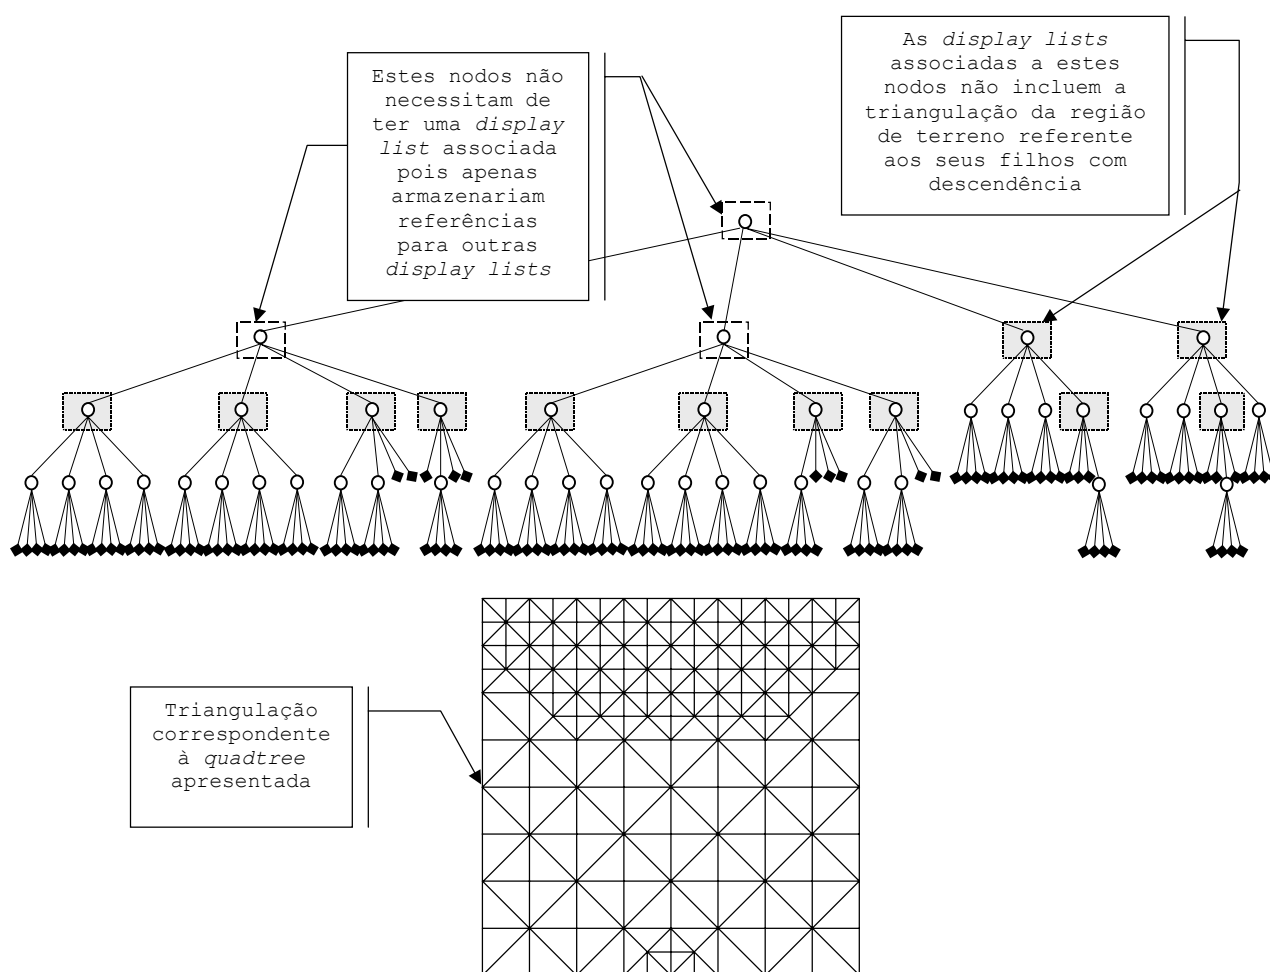 Estes nodos não
necessitam de
ter uma display
list associada
pois apenas
armazenariam
referências
para outras
display lists
As display lists
associadas a estes
nodos não incluem a
triangulação da região
de terreno referente
aos seus filhos com
descendência
Triangulação
correspondente
à quadtree
apresentada